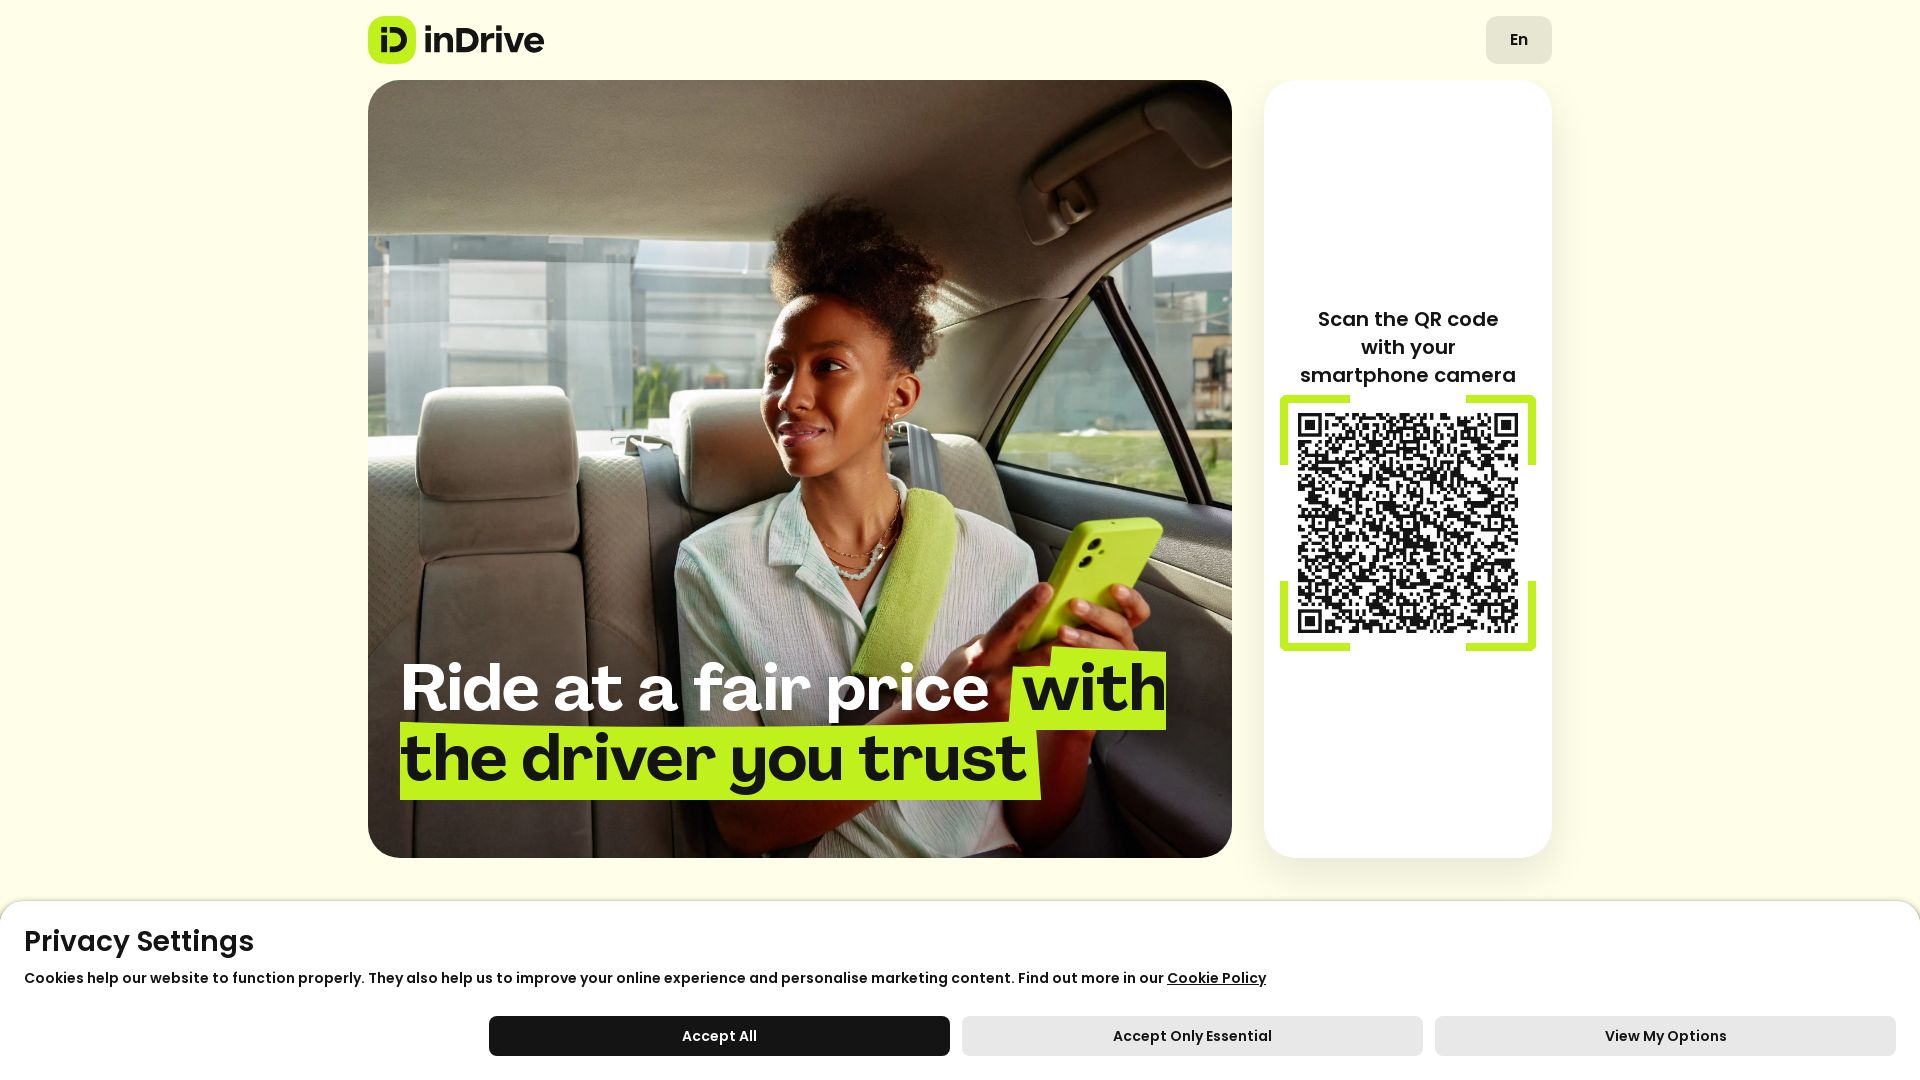 inDrive
En
Ride at a fair price with
the driver you trust
Scan the QR code
with your
smartphone camera
Privacy Settings
Cookies help our website to function properly. They also help us to improve your online experience and personalise marketing content. Find out more in our Cookie Policy
Accept All
Accept Only Essential
View My Options